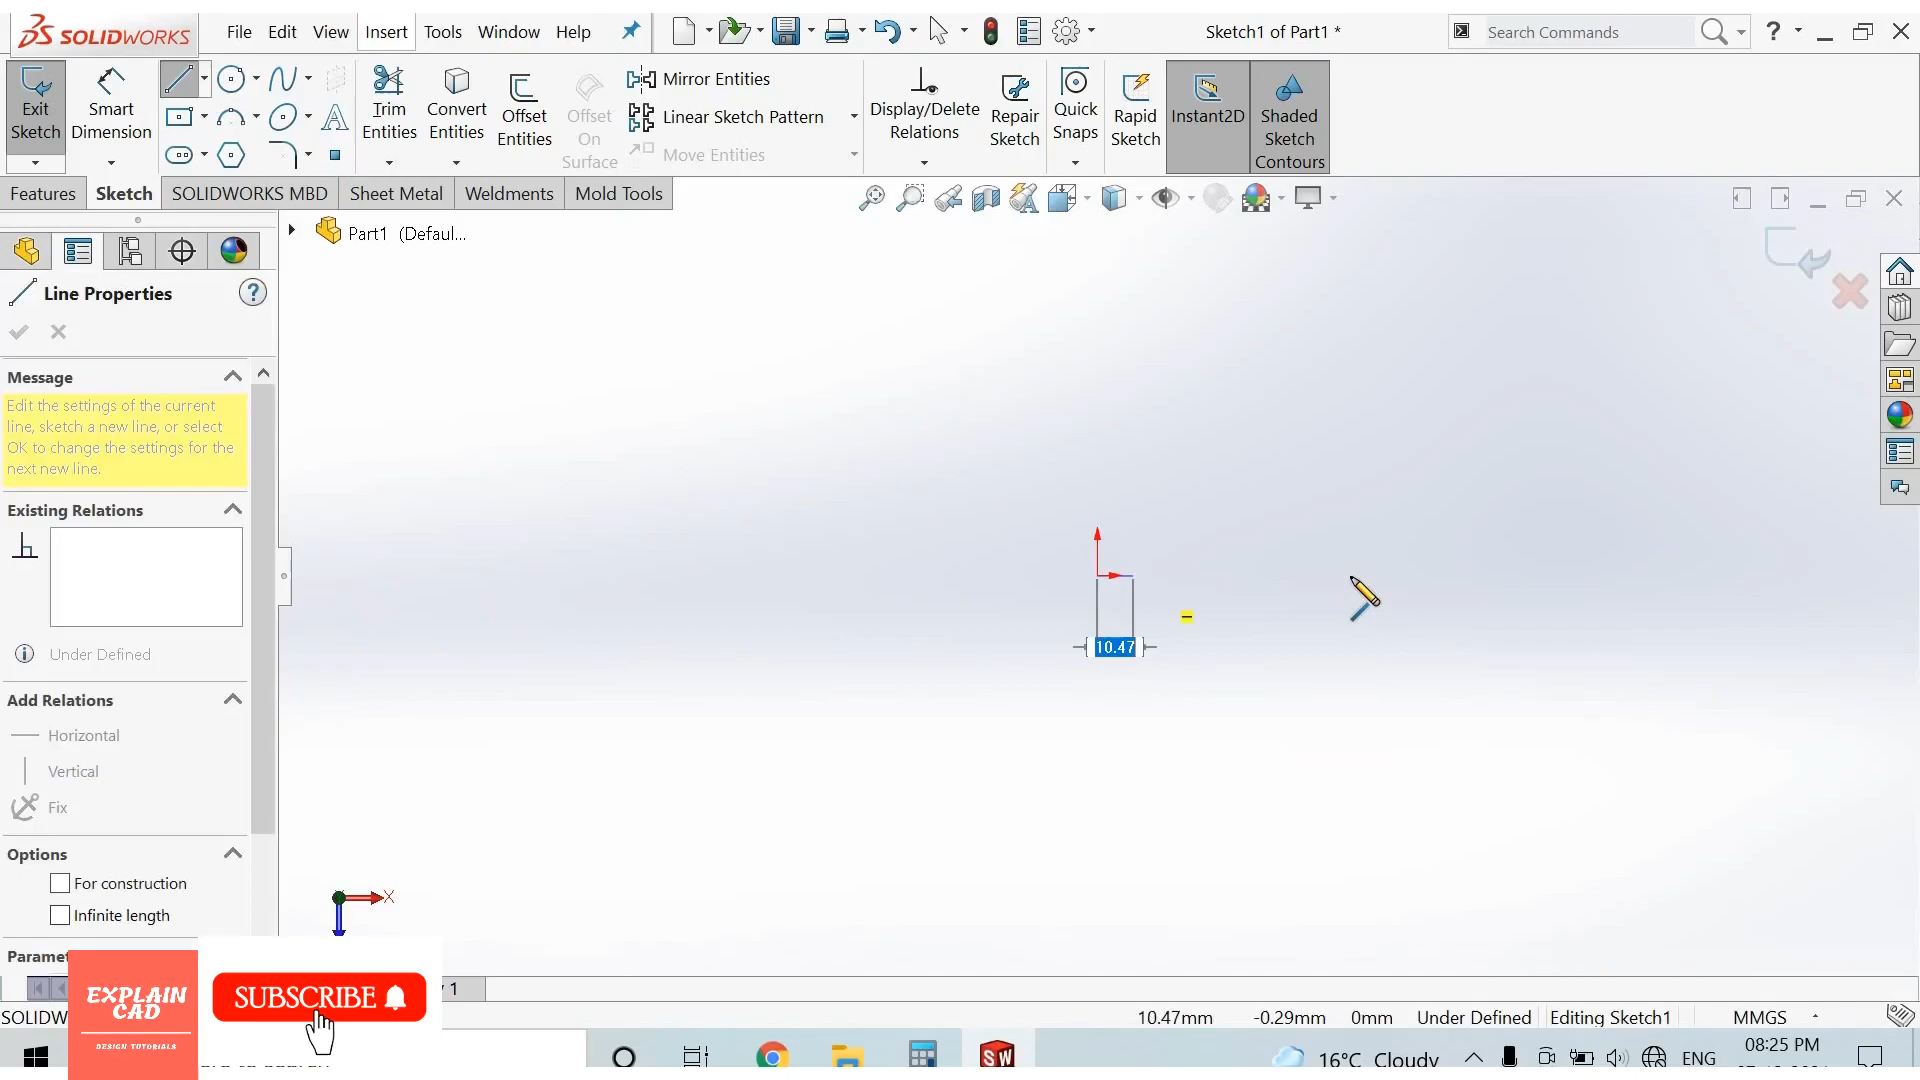 SOLIDWORKS
File Edit View Insert Tools Window Help
Sketch1 of Part1 *
Search Commands
?
Exit Sketch
Smart Dimension
Trim Entities
Convert Entities
Offset Entities
Offset On Surface
Mirror Entities
Linear Sketch Pattern
Move Entities
Display/Delete Relations
Repair Sketch
Quick Snaps
Rapid Sketch
Instant2D
Shaded Sketch Contours
Features Sketch SOLIDWORKS MBD Sheet Metal Weldments Mold Tools
Part1 (Defaul...
Line Properties
?
Message
Edit the settings of the current
line, sketch a new line, or select
OK to change the settings for the
next new line.
Existing Relations
Under Defined
Add Relations
Horizontal
Vertical
Fix
Options
For construction
Infinite length
Paramet
10.47
X
EXPLAIN
CAD
DESIGN TUTORIALS
SUBSCRIBE
1
SOLIDW
10.47mm -0.29mm 0mm Under Defined Editing Sketch1 MMGS
SW
16°C Cloudy
ENG
08:25 PM